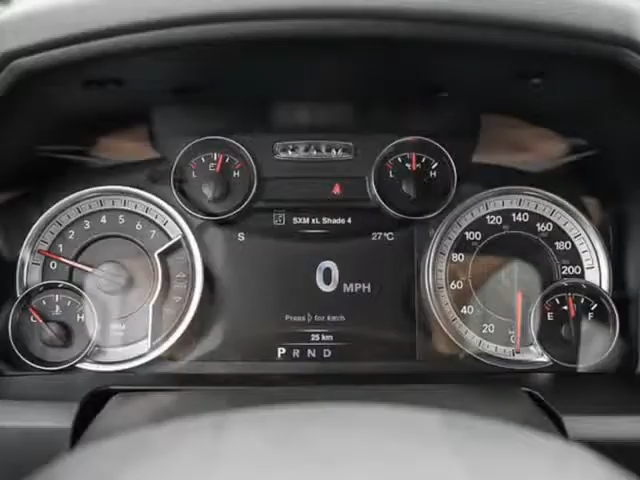 RAM
L H
L H
SXM xL Shade 4
S 27°C
0 MPH
Press ▷ for km/h
25 km
P R N D
0 1 2 3 4 5 6 7
C H
20 40 60 80 100 120 140 160 180 200
E F